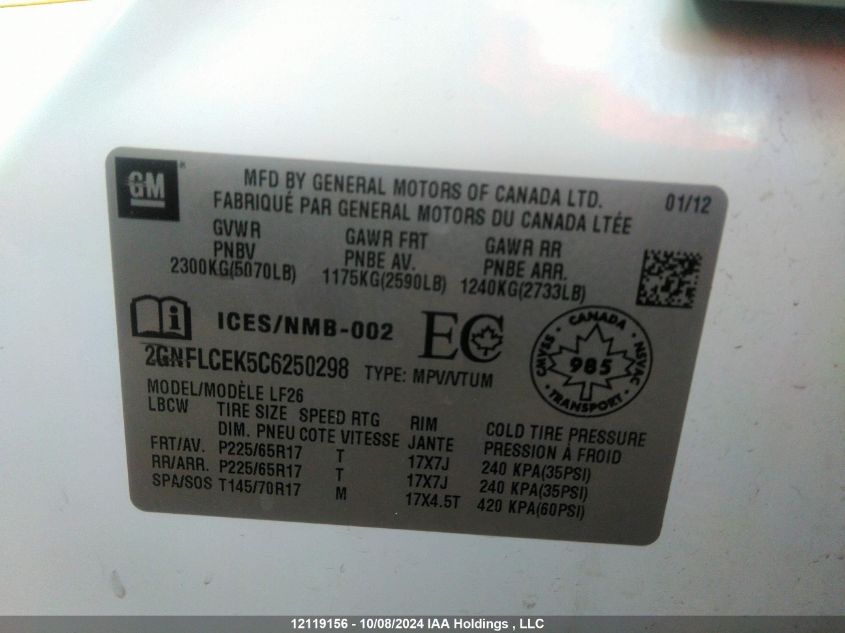 GM
MFD BY GENERAL MOTORS OF CANADA LTD. 01/12
FABRIQUÉ PAR GENERAL MOTORS DU CANADA LTÉE
GVWR GAWR FRT GAWR RR
PNBV PNBE AV. PNBE ARR.
2300KG(5070LB) 1175KG(2590LB) 1240KG(2733LB)
i ICES/NMB-002 EC
2GNFLCEK5C6250298 TYPE: MPV/VTUM
CANADA
CMVSS 985 NSVAC
TRANSPORT
MODEL/MODÈLE LF26
LBCW TIRE SIZE SPEED RTG RIM COLD TIRE PRESSURE
DIM. PNEU COTE VITESSE JANTE PRESSION À FROID
FRT/AV. P225/65R17 T 17X7J 240 KPA(35PSI)
RR/ARR. P225/65R17 T 17X7J 240 KPA(35PSI)
SPA/SOS T145/70R17 M 17X4.5T 420 KPA(60PSI)
12119156 - 10/08/2024 IAA Holdings , LLC